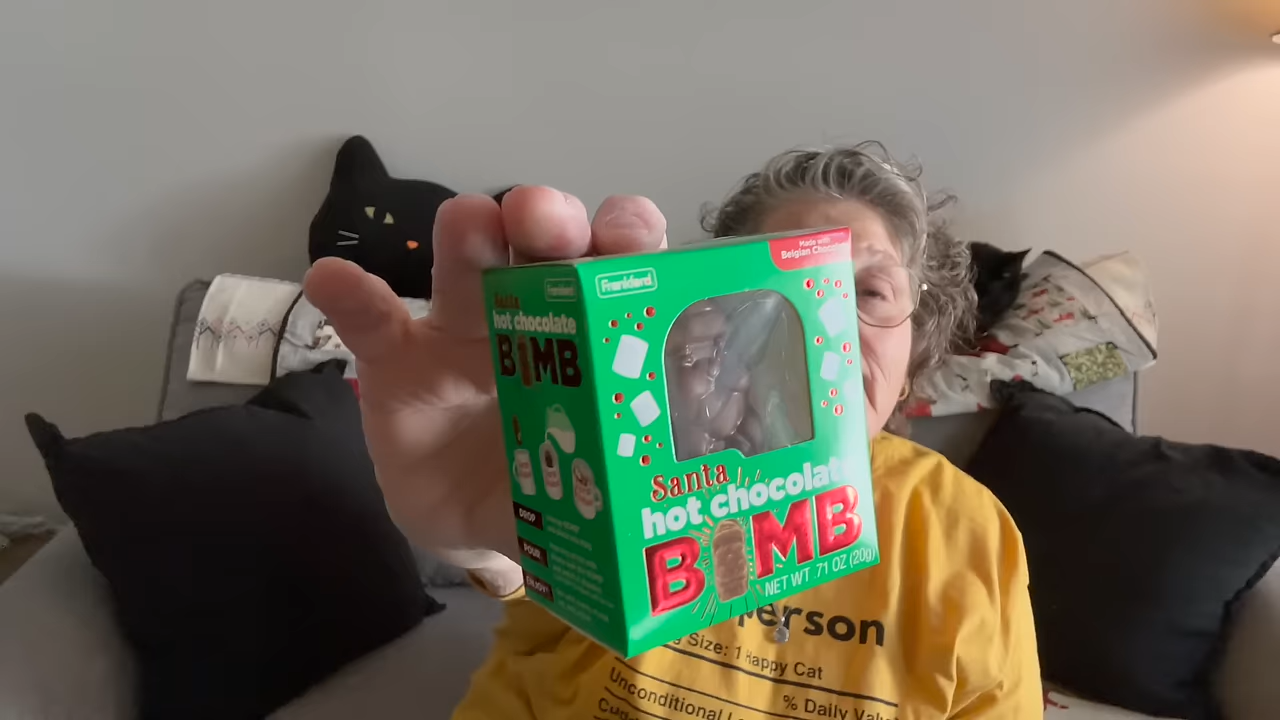 Frankford
Santa
hot chocolate
BOMB
DROP
POUR
ENJOY!
Frankford
Made with
Belgian Chocolate
Santa
hot chocolate
BOMB
NET WT .71 OZ (20g)
erson
Size: 1 Happy Cat
% Daily
Unconditional